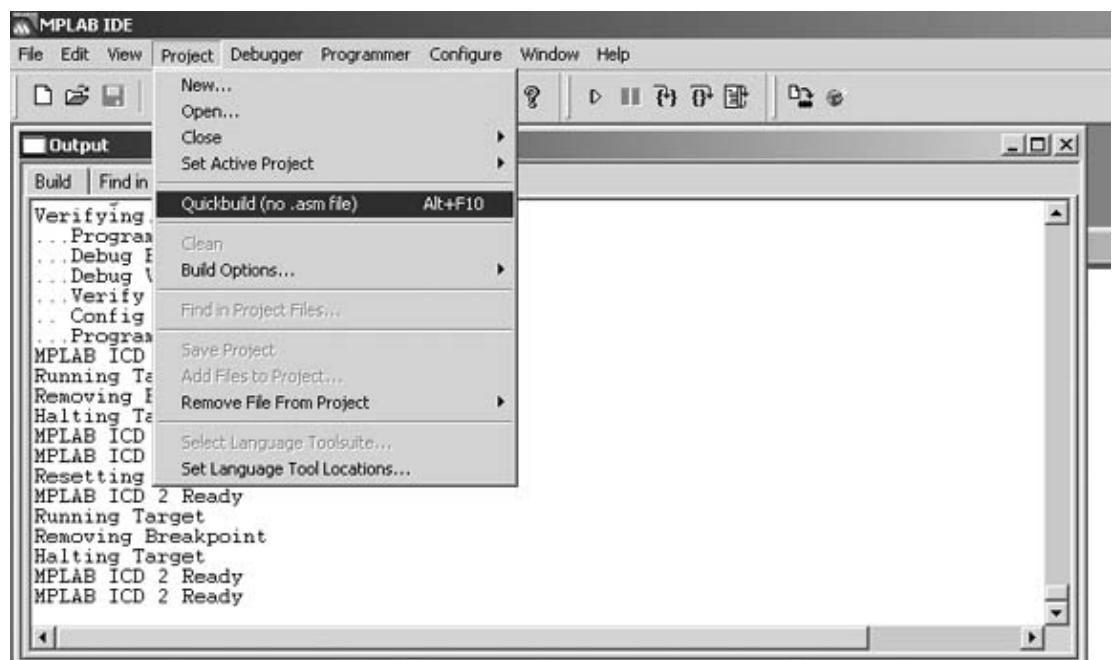 MPLAB IDE
File Edit View Project Debugger Programmer Configure Window Help
New...
Open...
Close
Set Active Project
Quickbuild (no .asm file) Alt+F10
Clean
Build Options...
Find in Project Files...
Save Project
Add Files to Project...
Remove File From Project
Select Language Toolsuite...
Set Language Tool Locations...
Output
Build Find in
Verifying.
...Program
...Debug
...Debug
...Verify
.. Config
...Program
MPLAB ICD
Running
Removing
Halting
MPLAB ICD
MPLAB ICD
Resetting
MPLAB ICD 2 Ready
Running Target
Removing Breakpoint
Halting Target
MPLAB ICD 2 Ready
MPLAB ICD 2 Ready